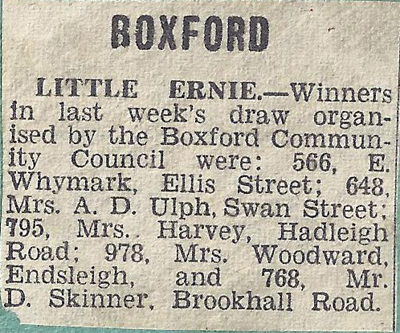 BOXFORD
LITTLE ERNIE.—Winners
in last week's draw organ-
ised by the Boxford Commun-
ity Council were: 566, E.
Whymark, Ellis Street; 648,
Mrs. A. D. Ulph, Swan Street;
795, Mrs. Harvey, Hadleigh
Road; 978, Mrs. Woodward,
Endsleigh, and 768, Mr.
D. Skinner, Brookhall Road.